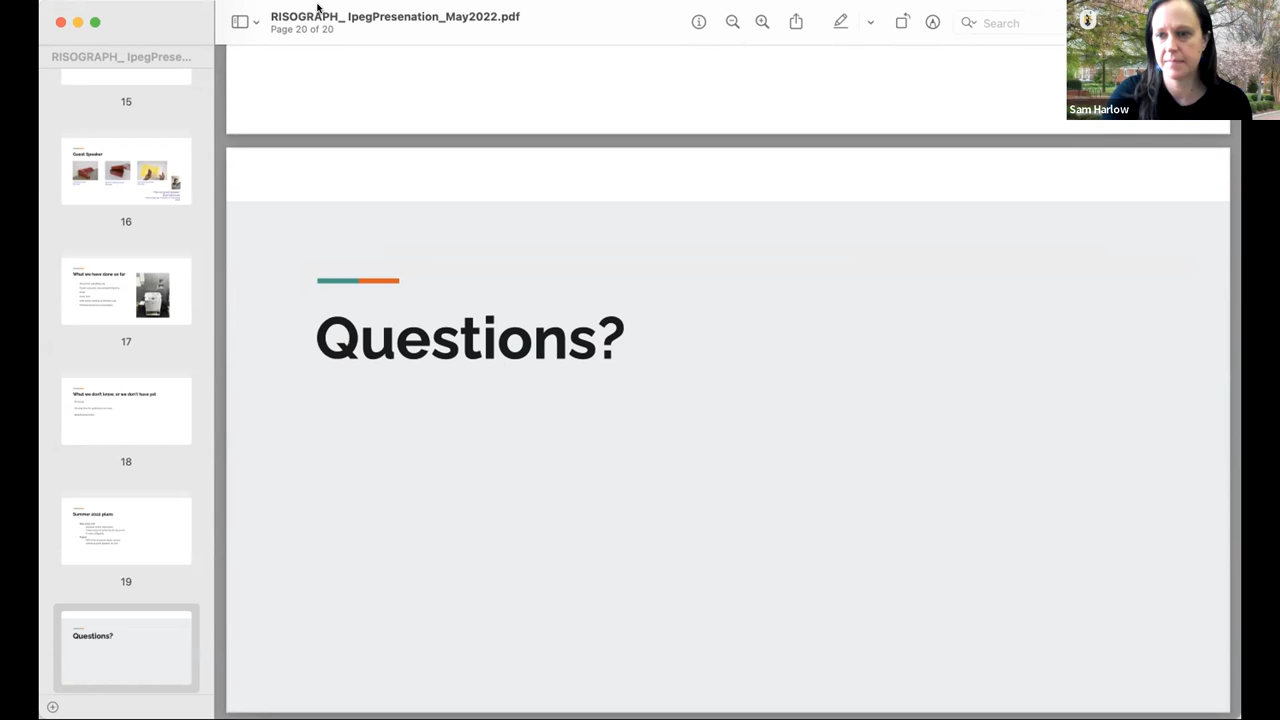 RISOGRAPH_ IpegPresenation_May2022.pdf
Page 20 of 20
Search
Sam Harlow
RISOGRAPH_ IpegPrese...
15
Guest Speaker
16
What we have done so far
17
What we don't know, or we don't have yet
18
Summer 2022 plans
19
Questions?
Questions?